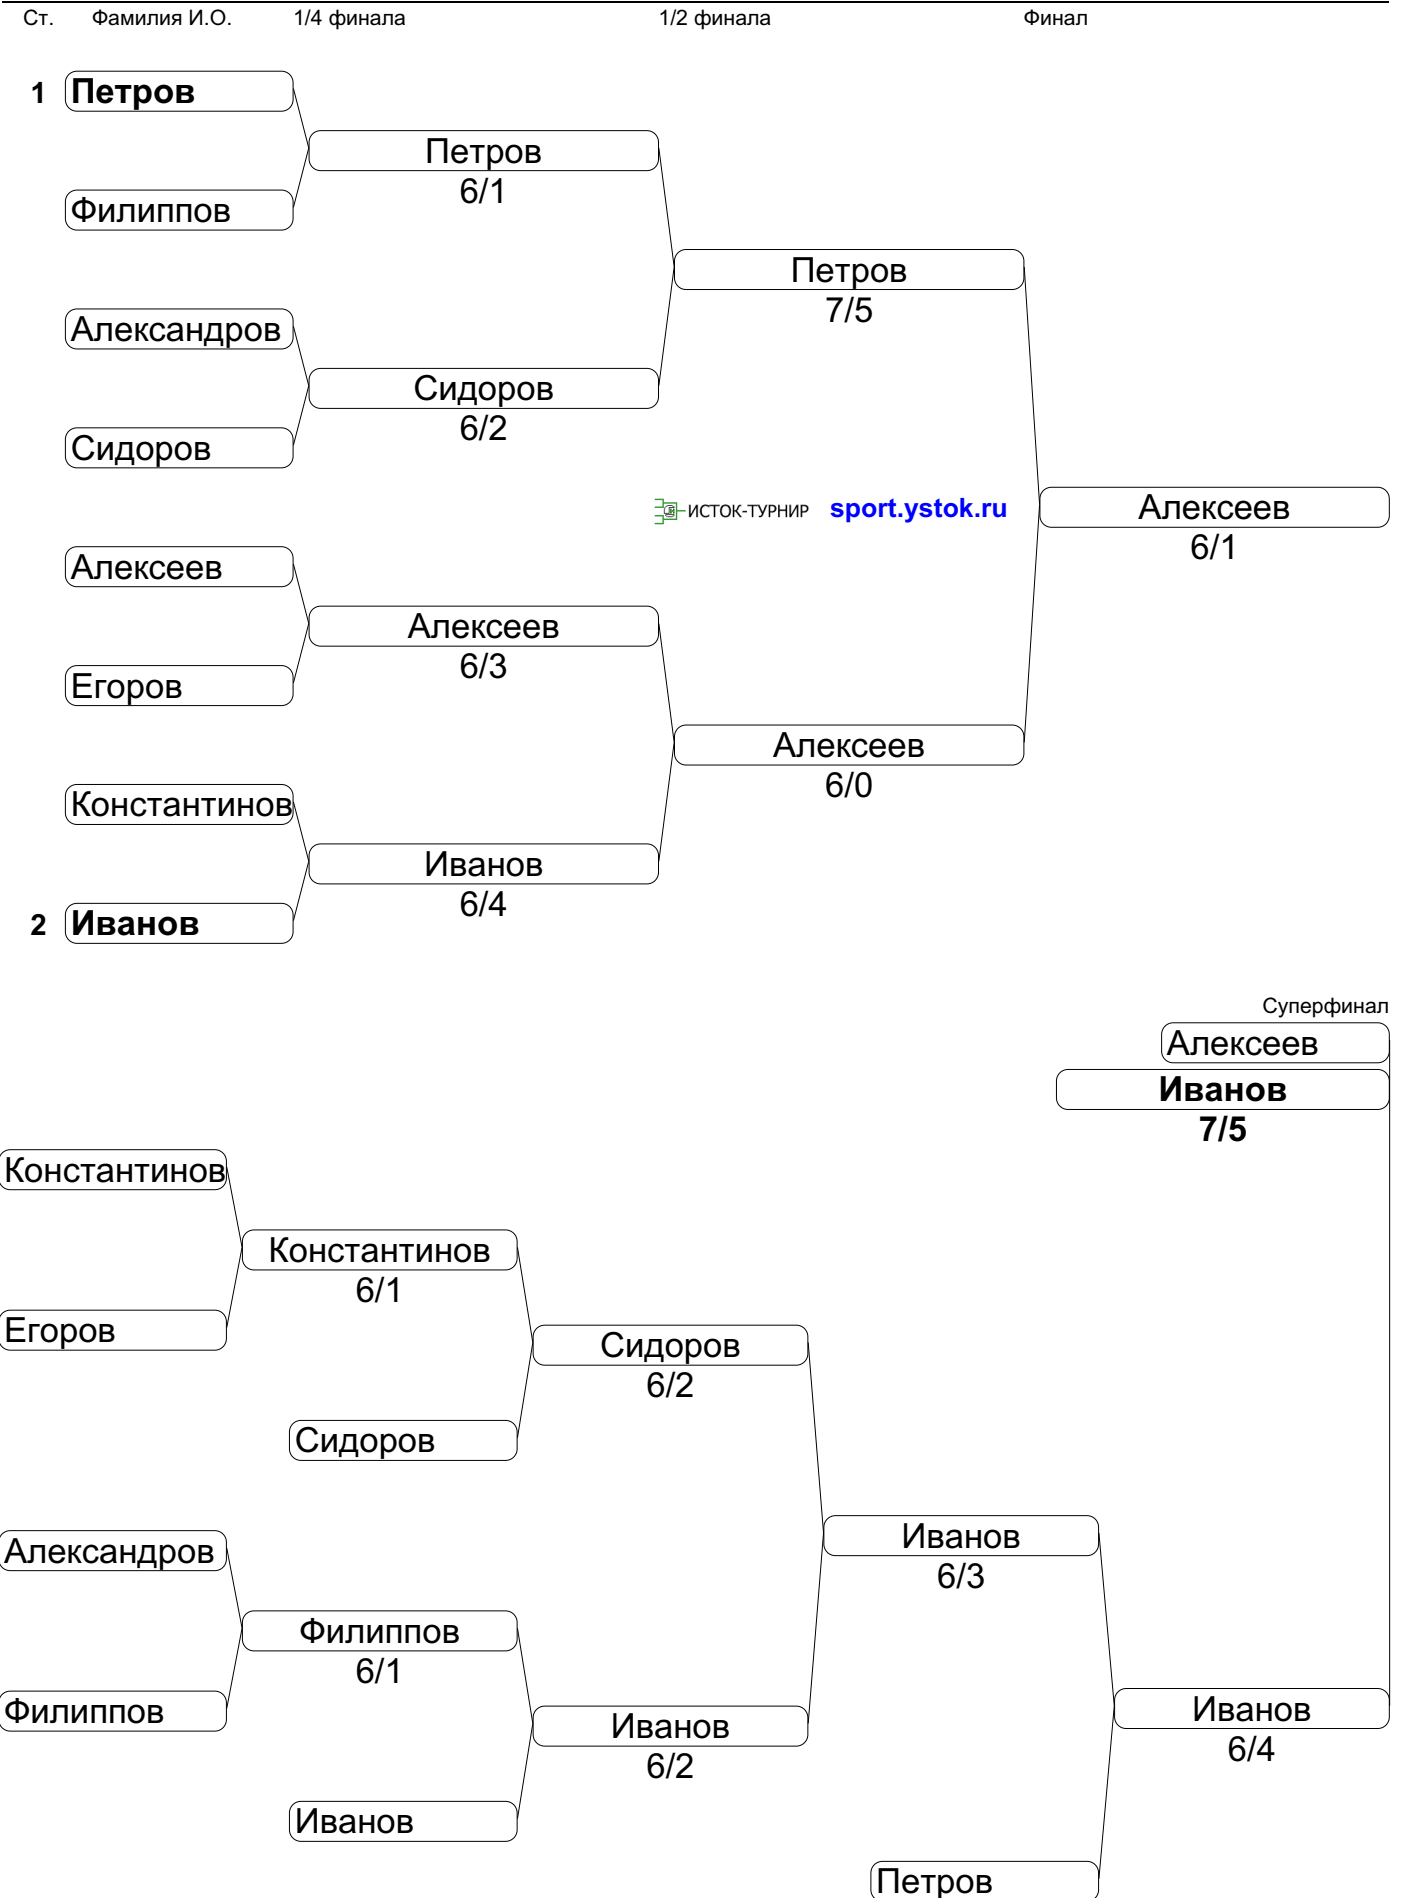 Ст. Фамилия И.О. 1/4 финала 1/2 финала Финал
1 Петров
Петров
6/1
Филиппов
Петров
7/5
Александров
Сидоров
6/2
Сидоров
ИСТОК-ТУРНИР sport.ystok.ru Алексеев
6/1
Алексеев
Алексеев
6/3
Егоров
Алексеев
6/0
Константинов
Иванов
6/4
2 Иванов
Суперфинал
Алексеев
Иванов
7/5
Константинов
Константинов
6/1
Егоров
Сидоров
6/2
Сидоров
Иванов
6/3
Александров
Филиппов
6/1
Филиппов
Иванов
6/4
Иванов
6/2
Иванов
Петров